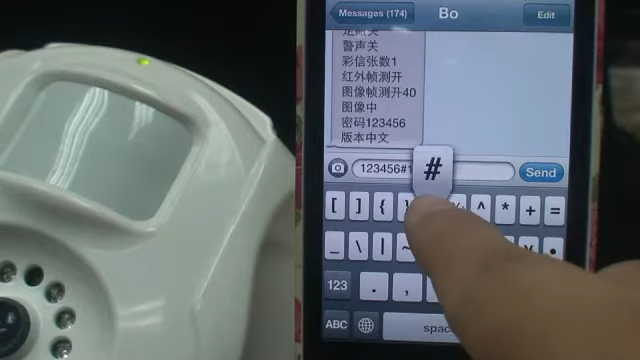 Messages (174)
Bo
Edit
警声关
彩信张数1
红外帧测开
图像帧测开40
图像中
密码123456
版本中文
123456#1
#
Send
[ ] { ^ * + =
_ \ | ~ •
123 . ,
ABC spac